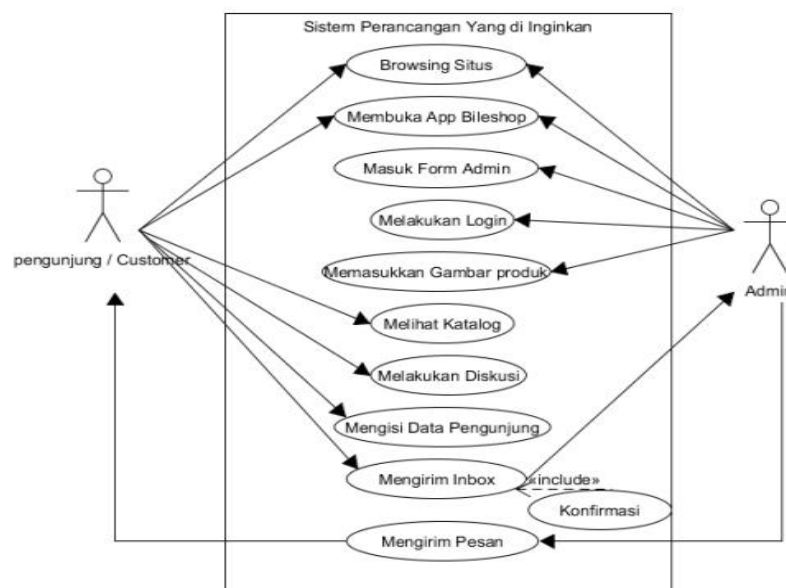 Sistem Perancangan Yang di Inginkan
Browsing Situs
Membuka App Bileshop
Masuk Form Admin
Melakukan Login
pengunjung / Customer
Memasukkan Gambar produk
Admin
Melihat Katalog
Melakukan Diskusi
Mengisi Data Pengunjung
Mengirim Inbox
«include»
Konfirmasi
Mengirim Pesan